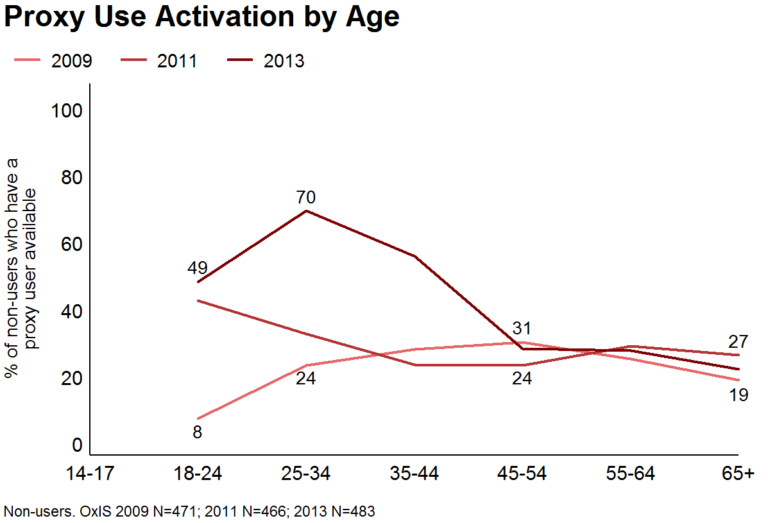 Proxy Use Activation by Age
2009 2011 2013
% of non-users who have a
proxy user available
100
80
60
40
20
0
70
49
31
27
24
24
19
8
14-17 18-24 25-34 35-44 45-54 55-64 65+
Non-users. OxIS 2009 N=471; 2011 N=466; 2013 N=483